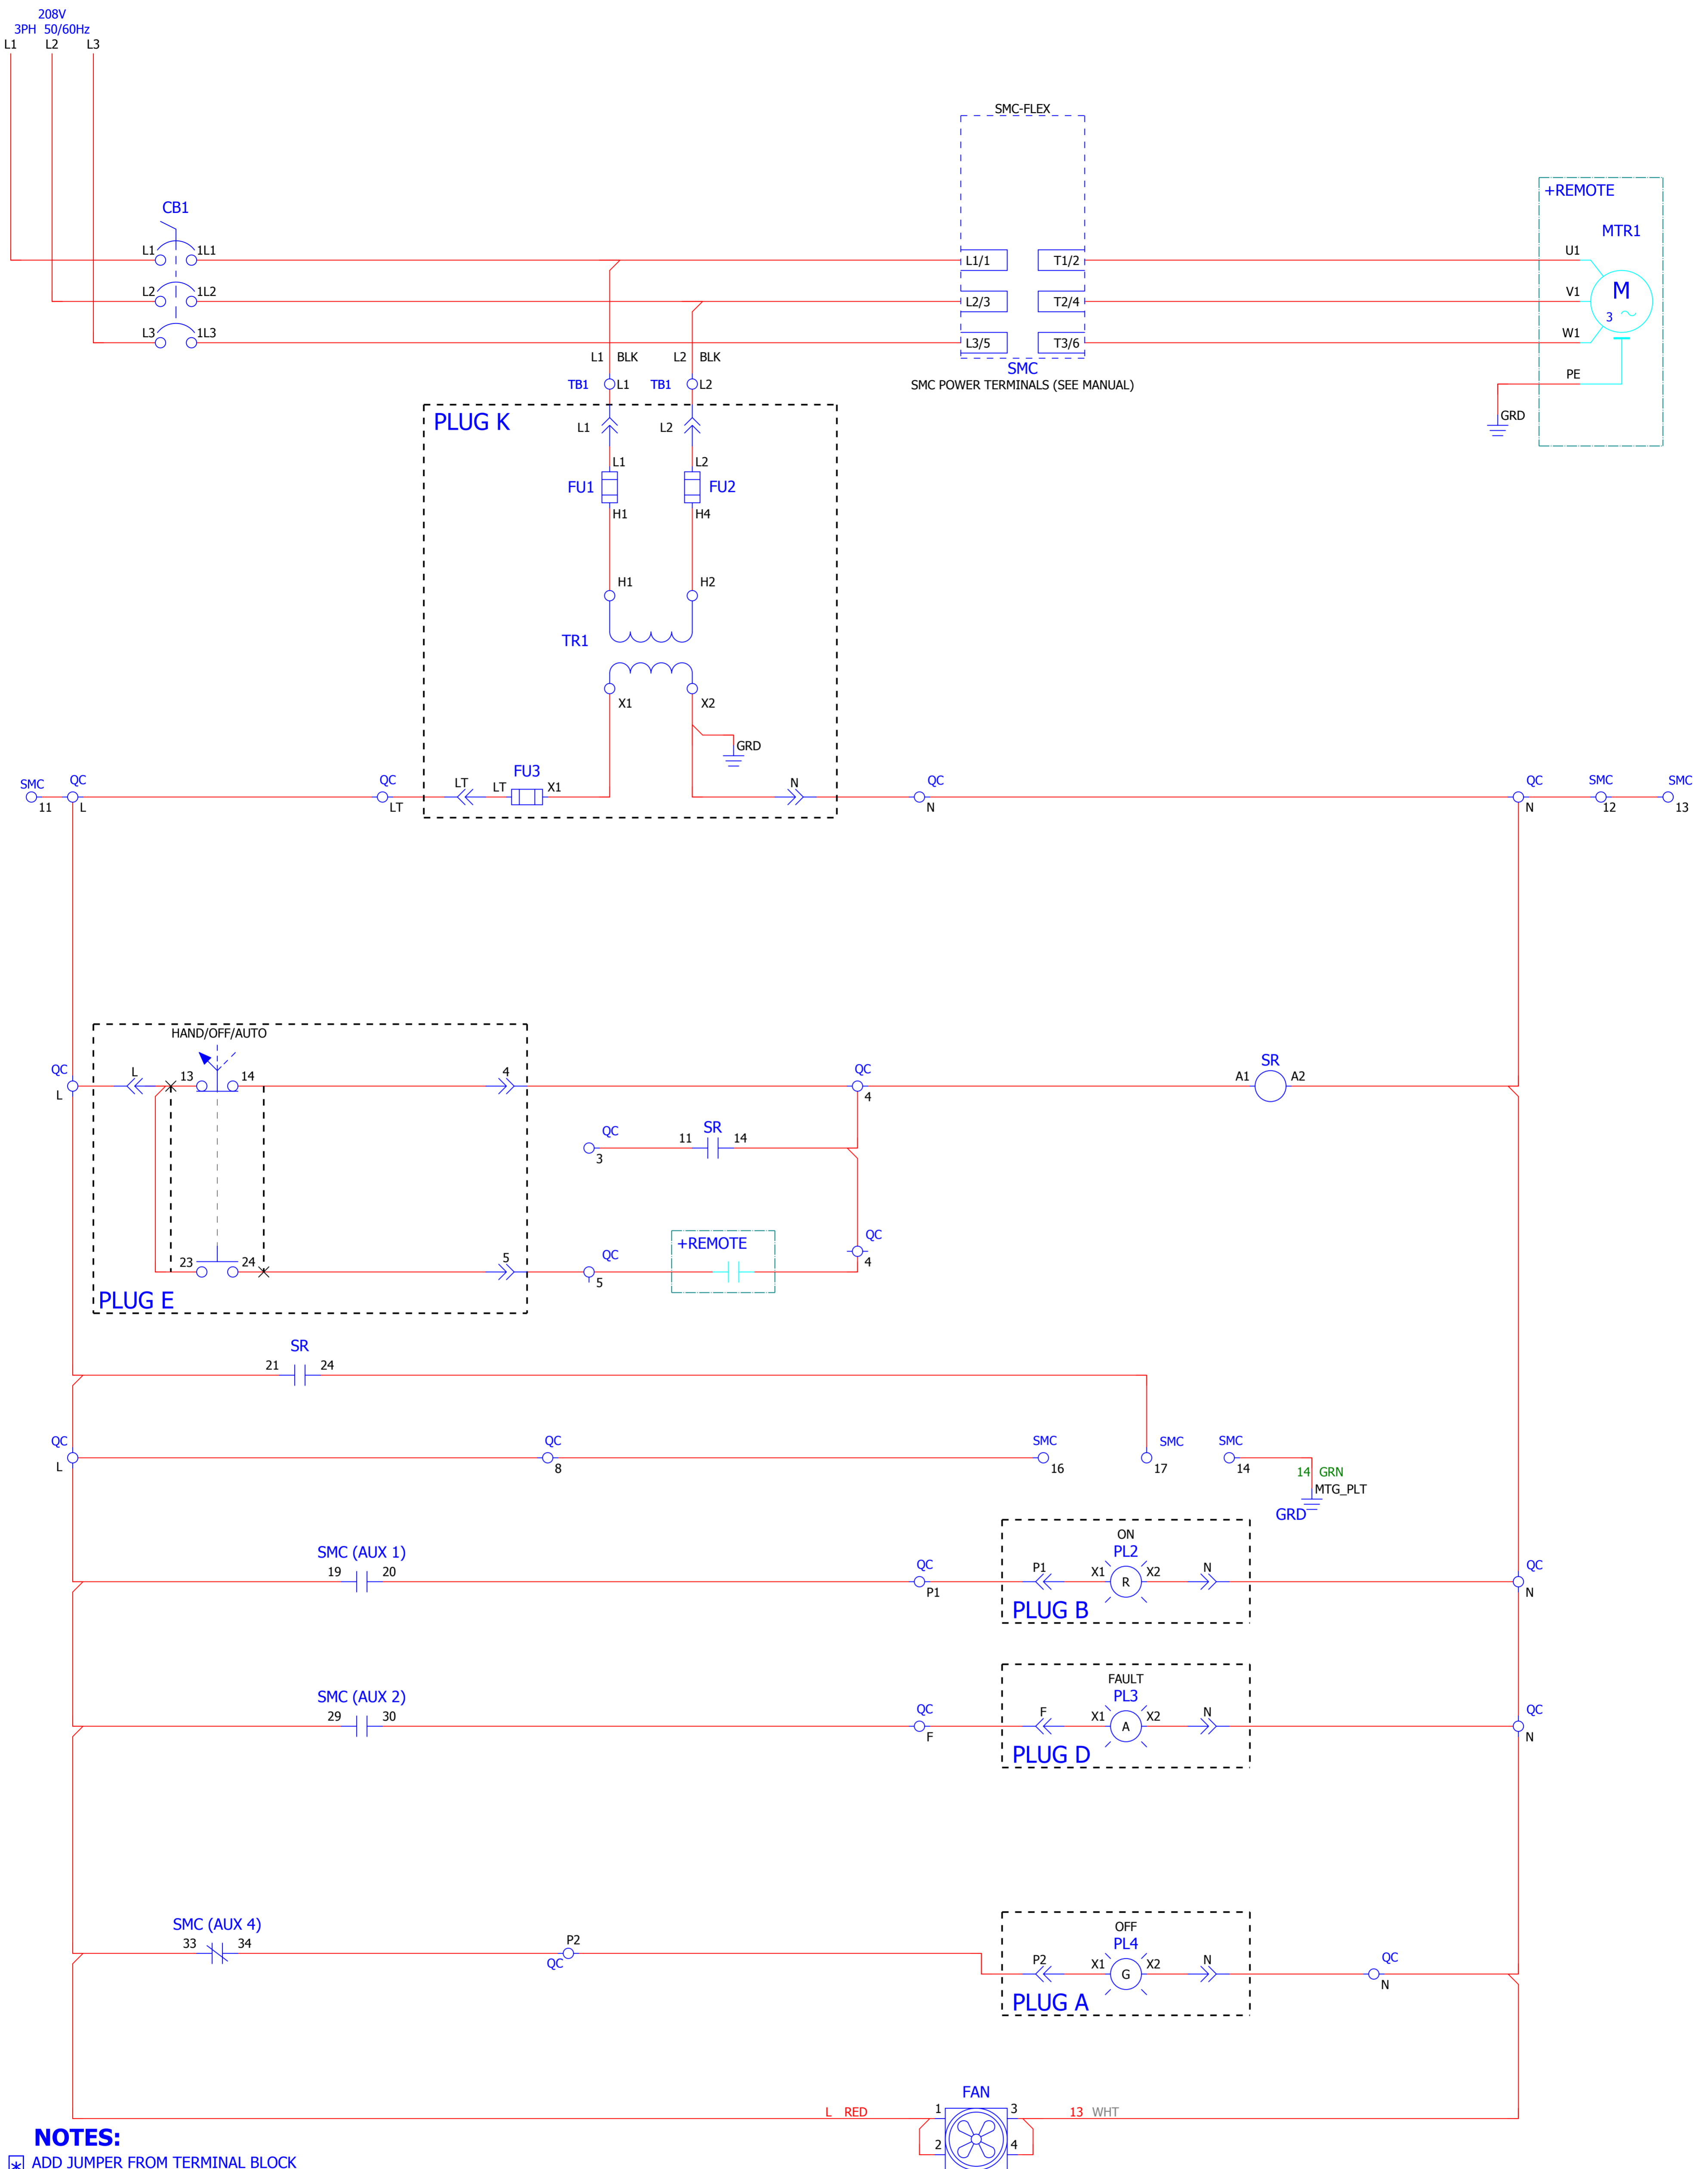 208V
3PH 50/60Hz
L1 L2 L3
SMC-FLEX
+REMOTE
CB1
MTR1
L1 1L1 L1/1 T1/2 U1
L2 1L2 L2/3 T2/4 V1
M
3
L3 1L3 L3/5 T3/6 W1
L1 BLK L2 BLK
SMC
SMC POWER TERMINALS (SEE MANUAL)
PE
TB1 L1 TB1 L2
GRD
PLUG K
L1 L2
L1 L2
FU1 FU2
H1 H4
H1 H2
TR1
X1 X2
GRD
FU3
SMC QC QC LT LT X1 N QC QC SMC SMC
11 L LT N N 12 13
HAND/OFF/AUTO
QC L 13 14 4 QC SR
A1 A2
L 4
QC 11 SR 14
3
+REMOTE
QC
23 24 5 QC 4
5
PLUG E
SR
21 24
QC QC SMC SMC SMC
L 8 16 17 14
14 GRN
MTG_PLT
GRD
ON
SMC (AUX 1) PL2
19 20 QC P1 X1 R X2 N QC
P1 N
PLUG B
FAULT
SMC (AUX 2) PL3
29 30 QC F X1 A X2 N QC
F N
PLUG D
OFF
SMC (AUX 4) PL4
33 34 P2
QC
P2 X1 G X2 N QC
N
PLUG A
FAN
L RED 1 3 13 WHT
2 4
NOTES:
* ADD JUMPER FROM TERMINAL BLOCK